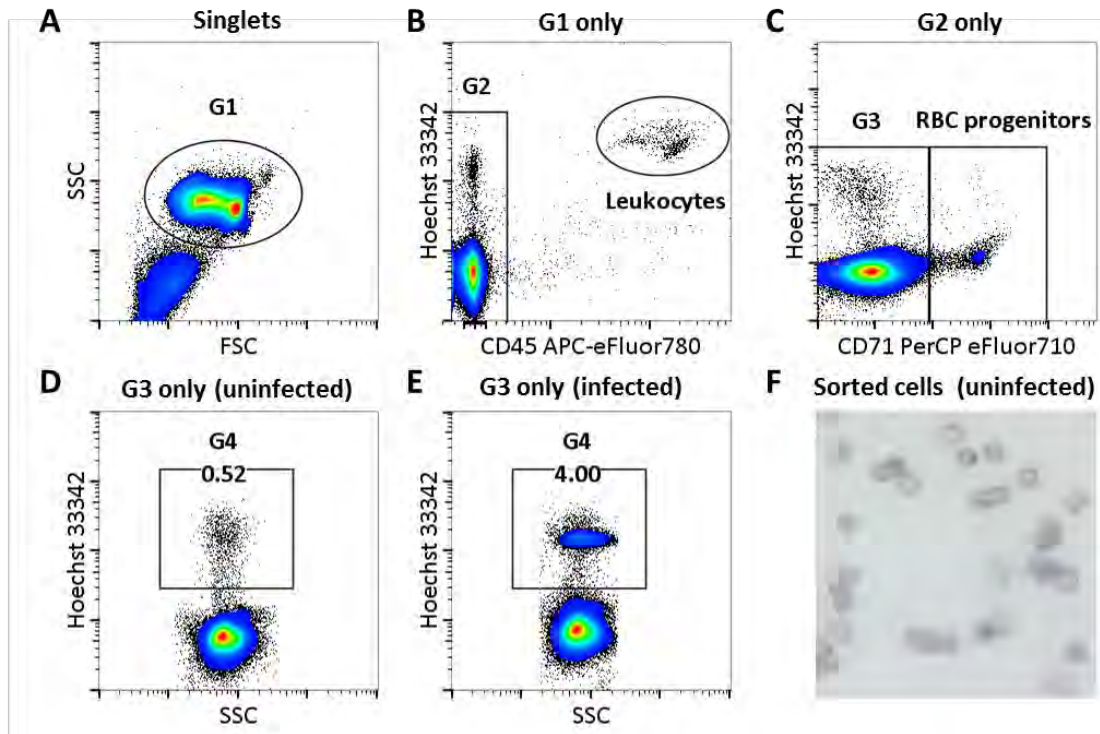 A
Singlets
G1
SSC
FSC
B
G1 only
G2
Leukocytes
Hoechst 33342
CD45 APC-eFluor780
C
G2 only
G3
RBC progenitors
Hoechst 33342
CD71 PerCP eFluor710
D
G3 only (uninfected)
G4
0.52
Hoechst 33342
SSC
E
G3 only (infected)
G4
4.00
Hoechst 33342
SSC
F
Sorted cells (uninfected)